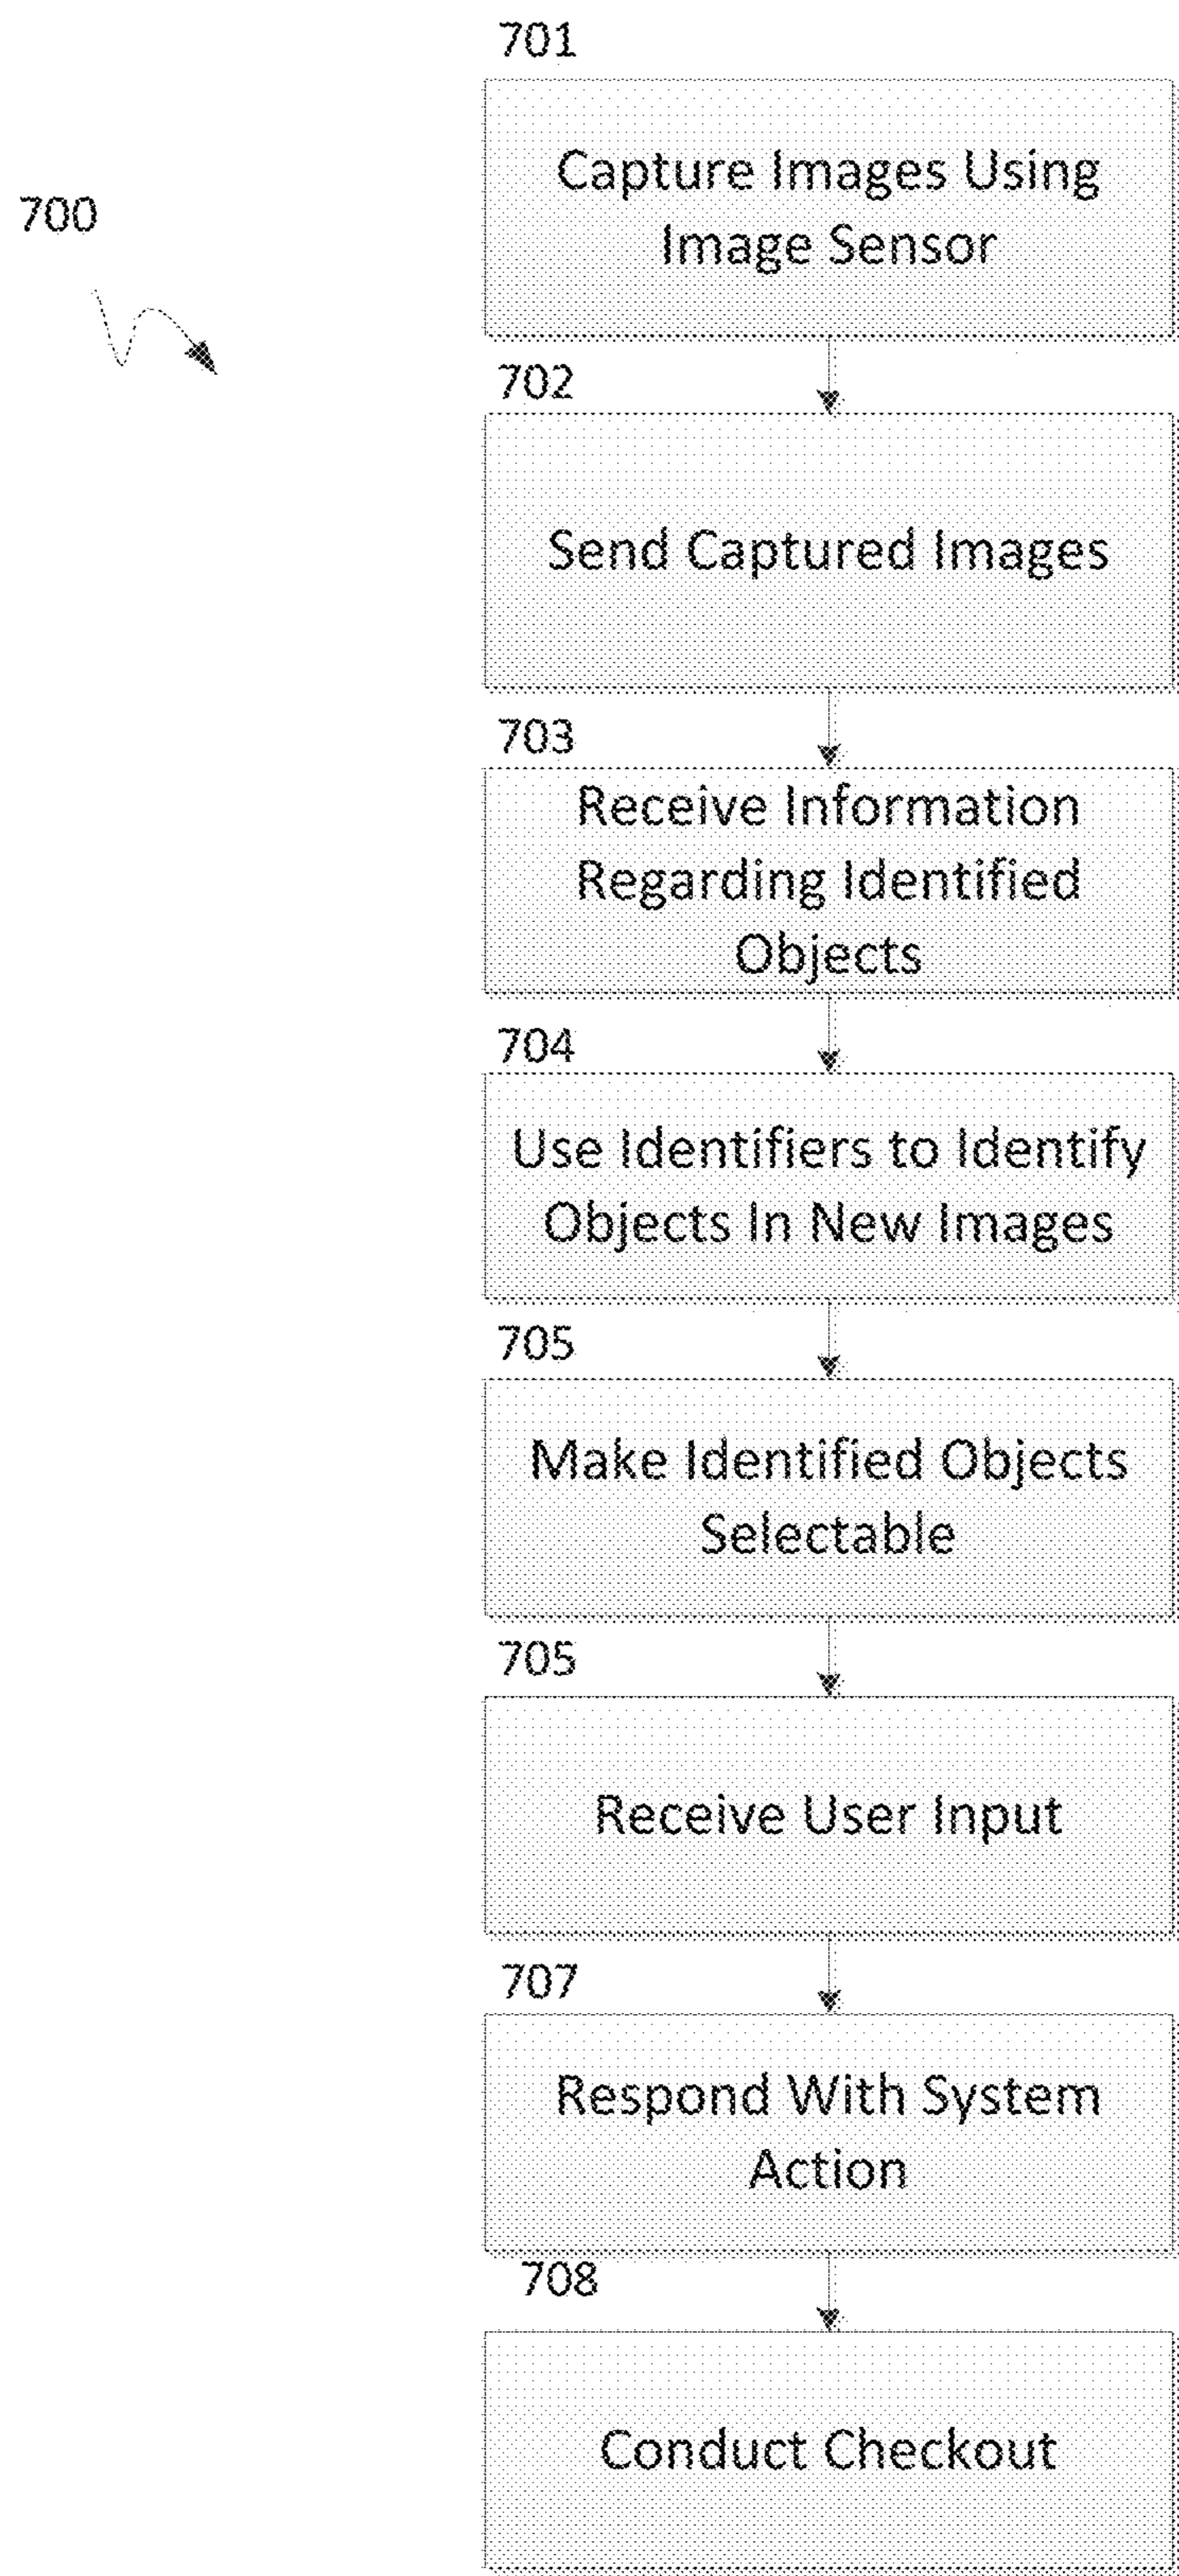 701
Capture Images Using
Image Sensor
700
702
Send Captured Images
703
Receive Information
Regarding Identified
Objects
704
Use Identifiers to Identify
Objects In New Images
705
Make Identified Objects
Selectable
705
Receive User Input
707
Respond With System
Action
708
Conduct Checkout